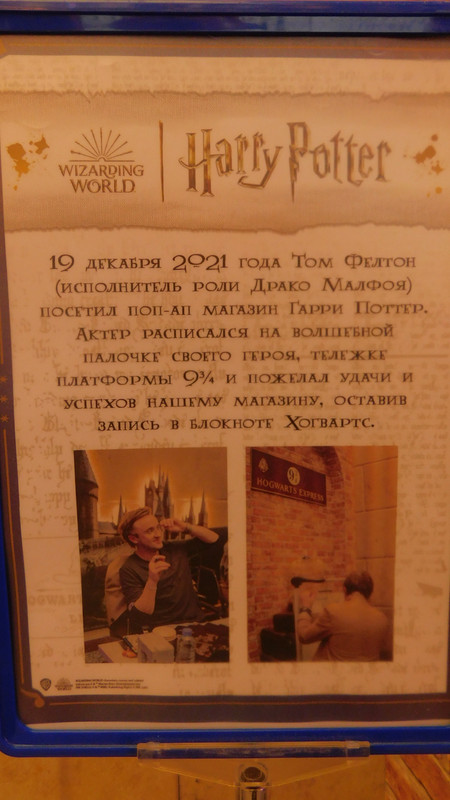 WIZARDING
WORLD
Harry Potter
19 декабря 2021 года Том Фелтон
(исполнитель роли Драко Малфоя)
посетил поп-ап магазин Гарри Поттер.
Актер расписался на волшебной
палочке своего героя, тележке
платформы 9¾ и пожелал удачи и
успехов нашему магазину, оставив
запись в блокноте Хогвартс.
9¾
HOGWARTS EXPRESS